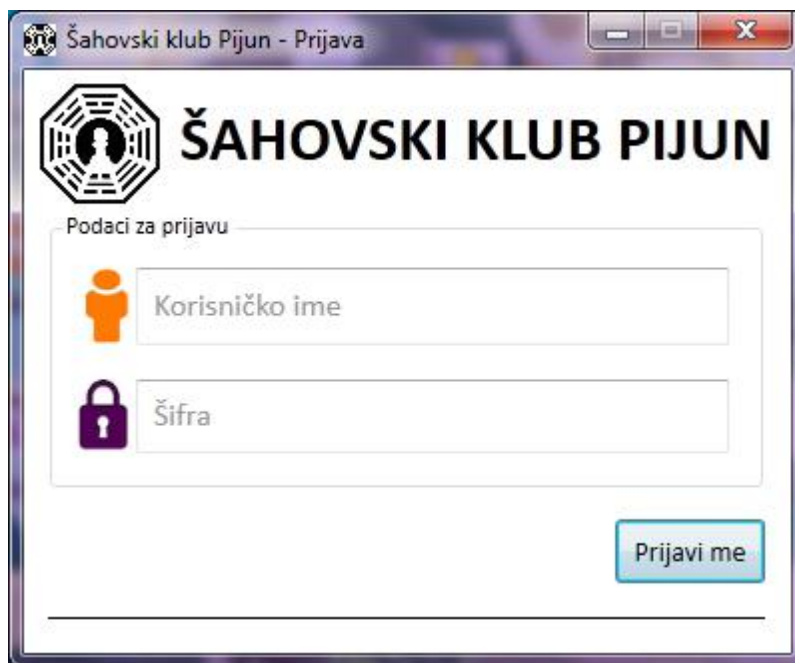 Šahovski klub Pijun - Prijava
ŠAHOVSKI KLUB PIJUN
Podaci za prijavu
Korisničko ime
Šifra
Prijavi me